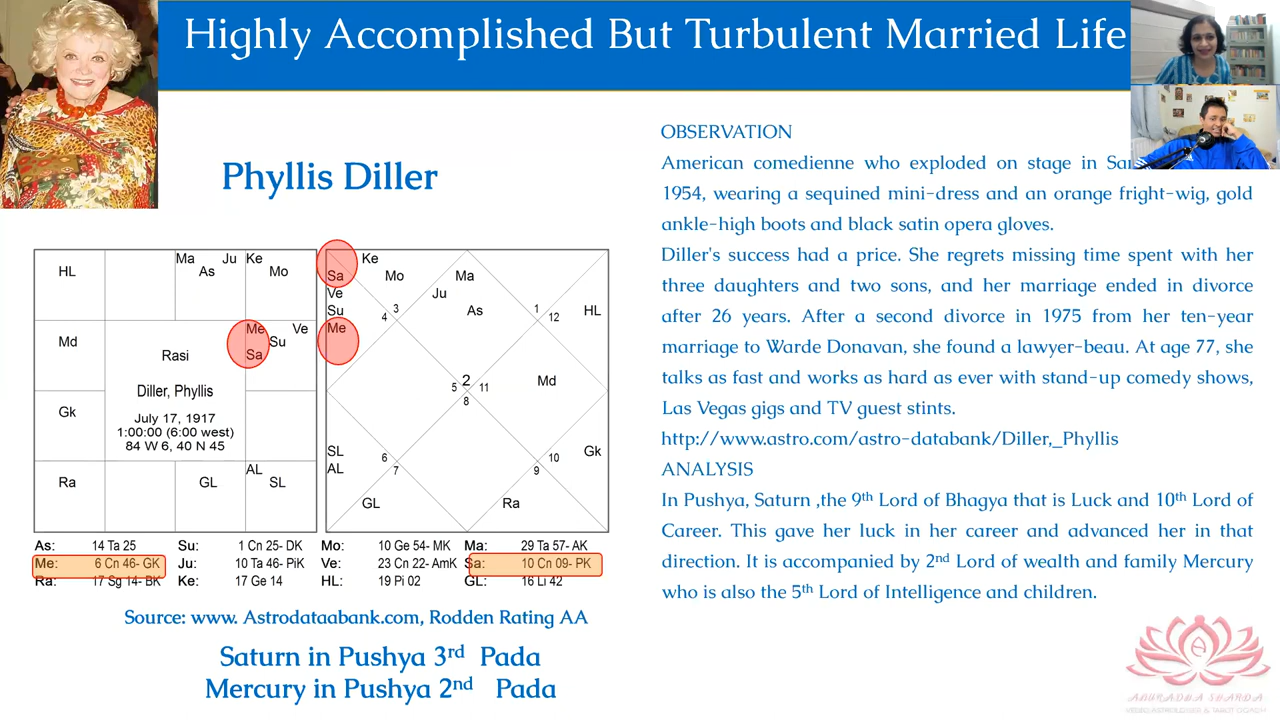 Highly Accomplished But Turbulent Married Life
Phyllis Diller
HL
Ma Ju Ke
As Mo
Md
Me Ve
Su
Sa
Rasi
Diller, Phyllis
July 17, 1917
1:00:00 (6:00 west)
84 W 6, 40 N 45
Gk
Ra
GL
AL
SL
Ke
Sa Mo Ma
Ve Ju
Su As HL
4 3 1 12
Me
2 Md
5 11
8
SL 6 10 Gk
AL 7 9
GL Ra
As: 14 Ta 25 Su: 1 Cn 25- DK Mo: 10 Ge 54- MK Ma: 29 Ta 57- AK
Me: 6 Cn 46- GK Ju: 10 Ta 46- PiK Ve: 23 Cn 22- AmK Sa: 10 Cn 09- PK
Ra: 17 Sg 14- BK Ke: 17 Ge 14 HL: 19 Pi 02 GL: 16 Li 42
Source: www. Astrodataabank.com, Rodden Rating AA
Saturn in Pushya 3rd Pada
Mercury in Pushya 2nd Pada
OBSERVATION
American comedienne who exploded on stage in
1954, wearing a sequined mini-dress and an orange fright-wig, gold
ankle-high boots and black satin opera gloves.
Diller's success had a price. She regrets missing time spent with her
three daughters and two sons, and her marriage ended in divorce
after 26 years. After a second divorce in 1975 from her ten-year
marriage to Warde Donavan, she found a lawyer-beau. At age 77, she
talks as fast and works as hard as ever with stand-up comedy shows,
Las Vegas gigs and TV guest stints.
http://www.astro.com/astro-databank/Diller,_Phyllis
ANALYSIS
In Pushya, Saturn ,the 9th Lord of Bhagya that is Luck and 10th Lord of
Career. This gave her luck in her career and advanced her in that
direction. It is accompanied by 2nd Lord of wealth and family Mercury
who is also the 5th Lord of Intelligence and children.